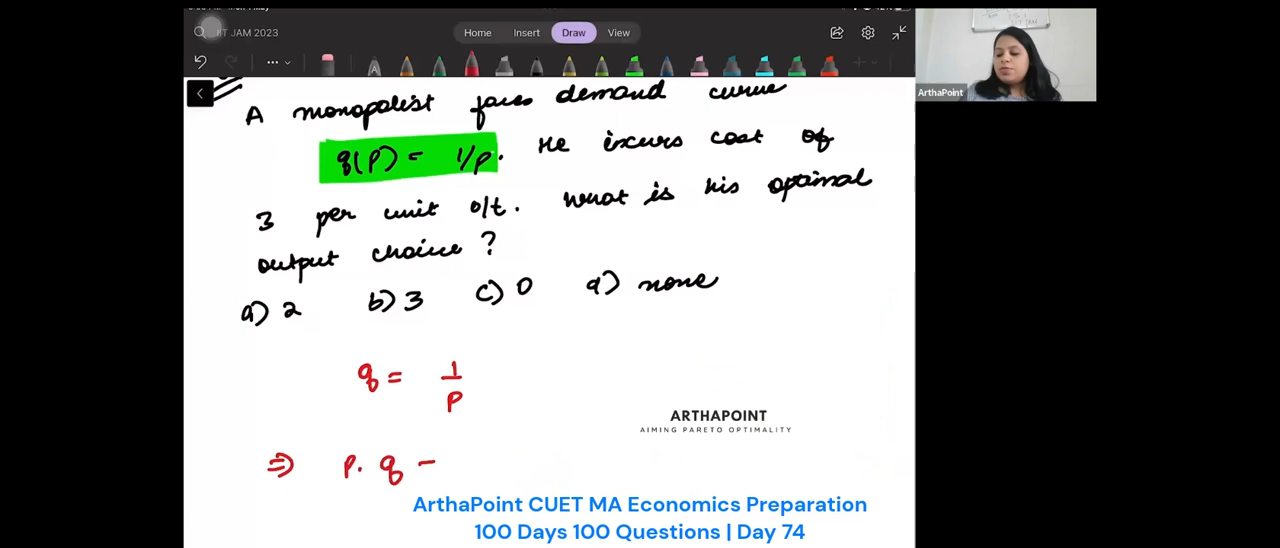 IIT JAM 2023
Home Insert Draw View
ArthaPoint
A monopolist faces demand curve
q(P) = 1/P. He incurs cost of
3 per unit o/t. What is his optimal
output choice ?
a) 2 b) 3 c) 0 d) none
q = 1/P
⇒ P. q =
ARTHAPOINT
AIMING PARETO OPTIMALITY
ArthaPoint CUET MA Economics Preparation
100 Days 100 Questions | Day 74